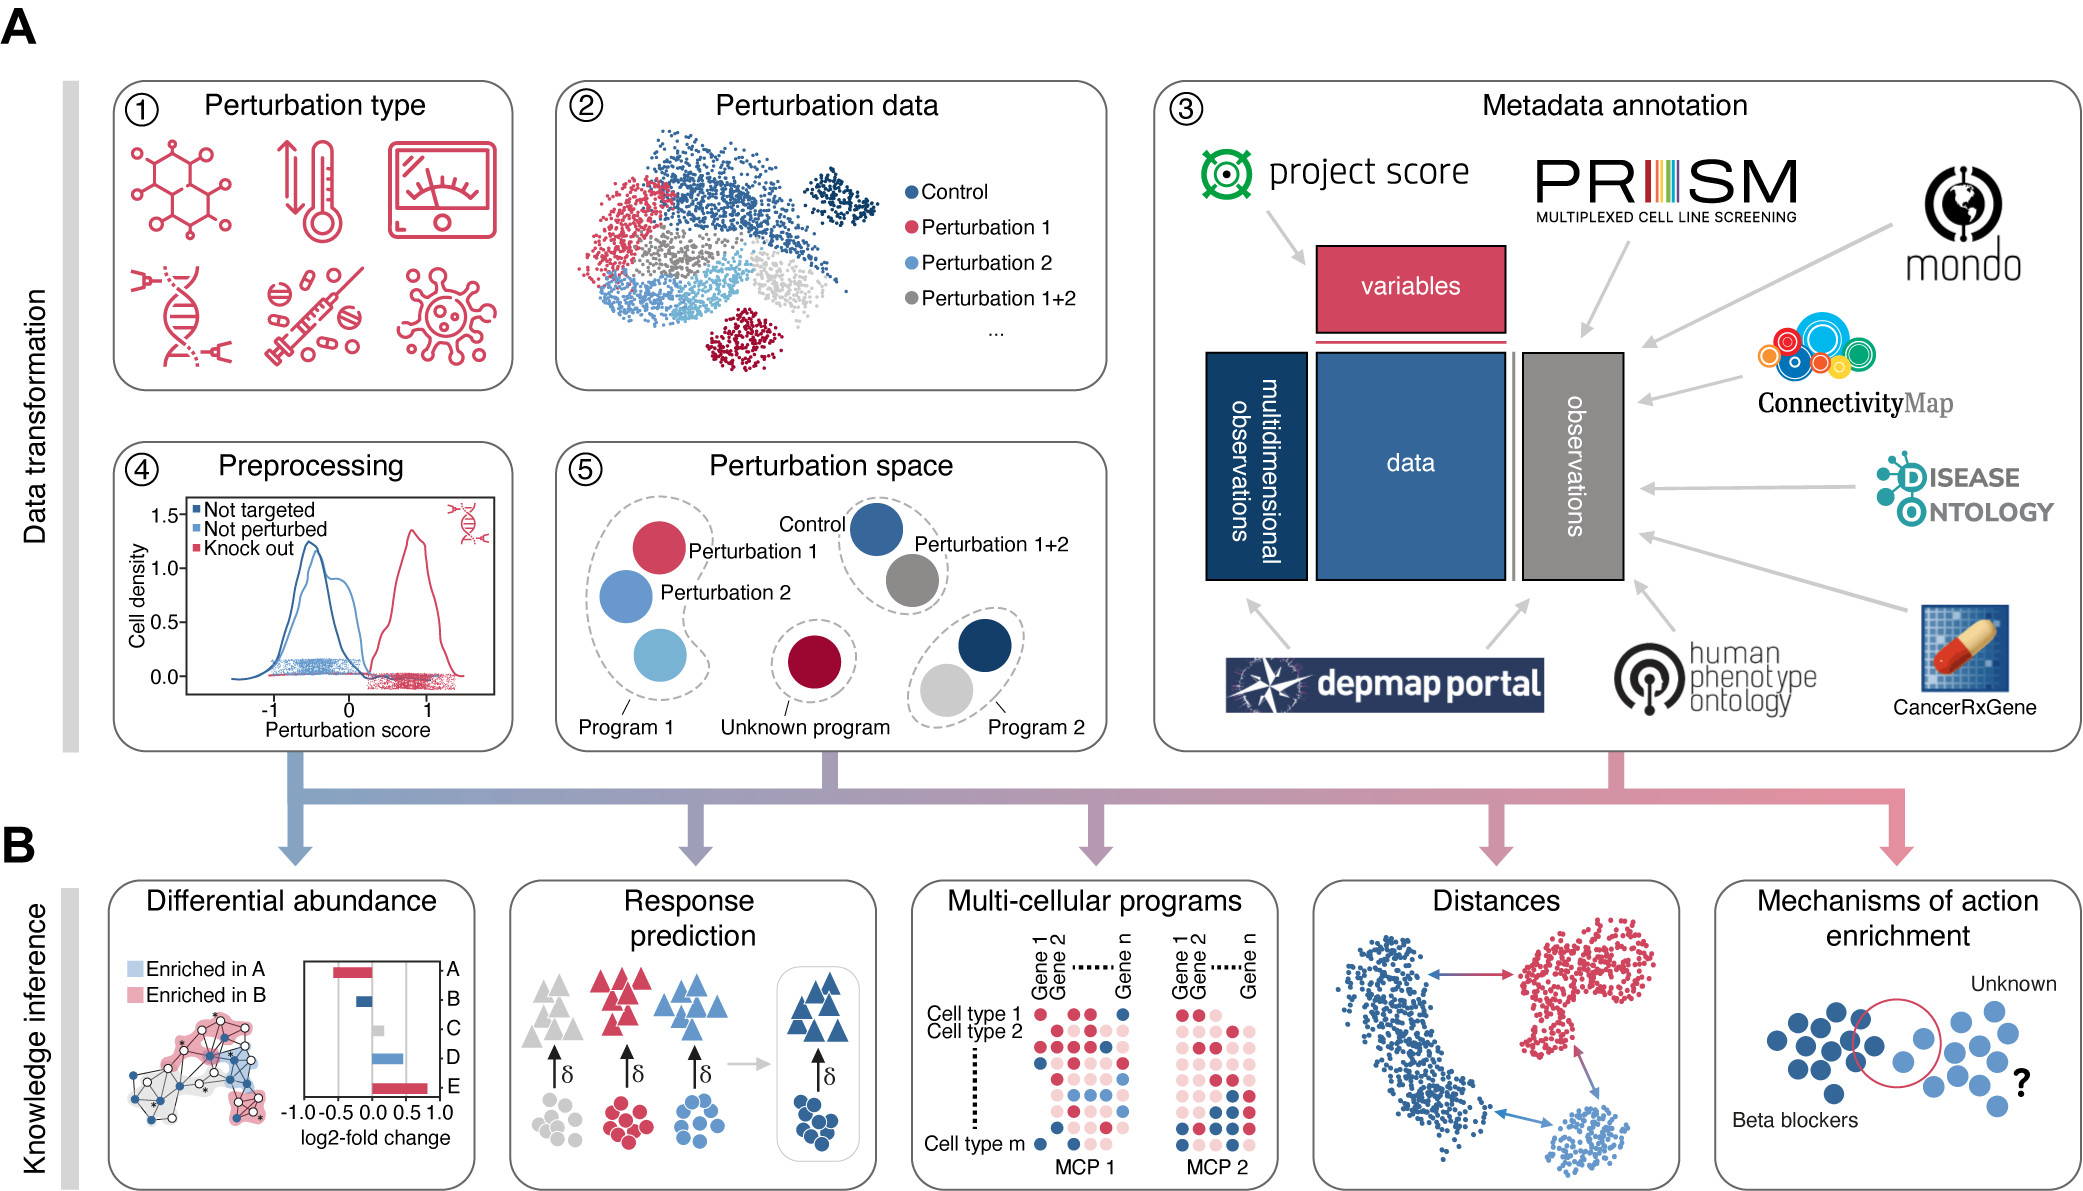 A
Data transformation
1
Perturbation type
2
Perturbation data
Control
Perturbation 1
Perturbation 2
Perturbation 1+2
...
3
Metadada annotation
project score
PRISM
MULTIPLEXED CELL LINE SCREENING
mondo
ConnectivityMap
DISEASE
ONTOLOGY
CancerRxGene
human
phenotype
ontology
depmap portal
variables
multidimensional
observations
data
observations
4
Preprocessing
Not targeted
Not perturbed
Knock out
Cell density
1.5
1.0
0.5
0.0
-1
0
1
Perturbation score
5
Perturbation space
Control
Perturbation 1
Perturbation 1+2
Perturbation 2
Program 1
Unknown program
Program 2
B
Knowledge inference
Differential abundance
Enriched in A
Enriched in B
* * * * * *
A
B
C
D
E
-1.0 -0.5 0.0 0.5 1.0
log2-fold change
Response
prediction
δ δ δ δ
Multi-cellular programs
Gene 1
Gene 2
Gene n
Gene 1
Gene 2
Gene n
Cell type 1
Cell type 2
Cell type m
MCP 1
MCP 2
Distances
Mechanisms of action
enrichment
Unknown
?
Beta blockers